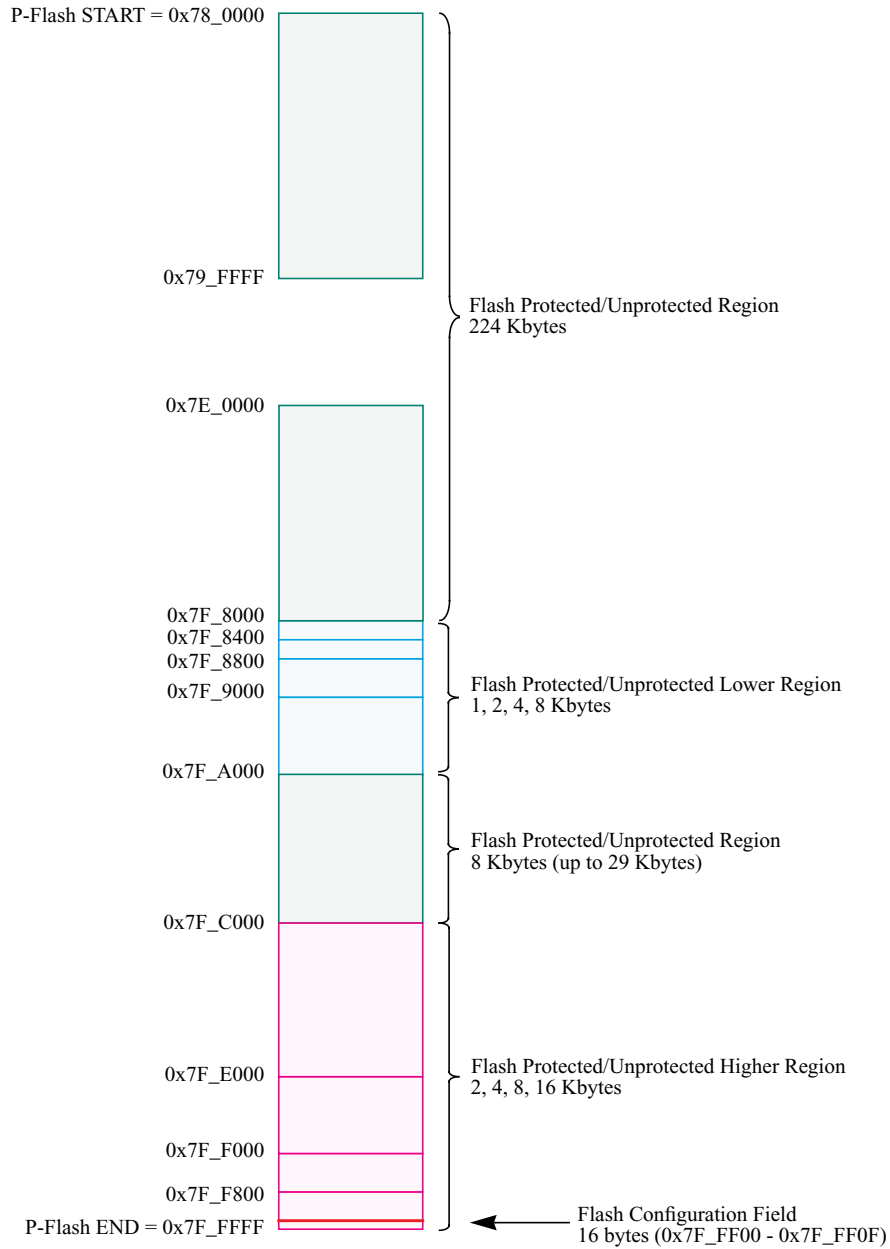 P-Flash START = 0x78_0000
0x79_FFFF
Flash Protected/Unprotected Region
224 Kbytes
0x7E_0000
0x7F_8000
0x7F_8400
0x7F_8800
0x7F_9000
Flash Protected/Unprotected Lower Region
1, 2, 4, 8 Kbytes
0x7F_A000
Flash Protected/Unprotected Region
8 Kbytes (up to 29 Kbytes)
0x7F_C000
0x7F_E000
Flash Protected/Unprotected Higher Region
2, 4, 8, 16 Kbytes
0x7F_F000
0x7F_F800
P-Flash END = 0x7F_FFFF
Flash Configuration Field
16 bytes (0x7F_FF00 - 0x7F_FF0F)